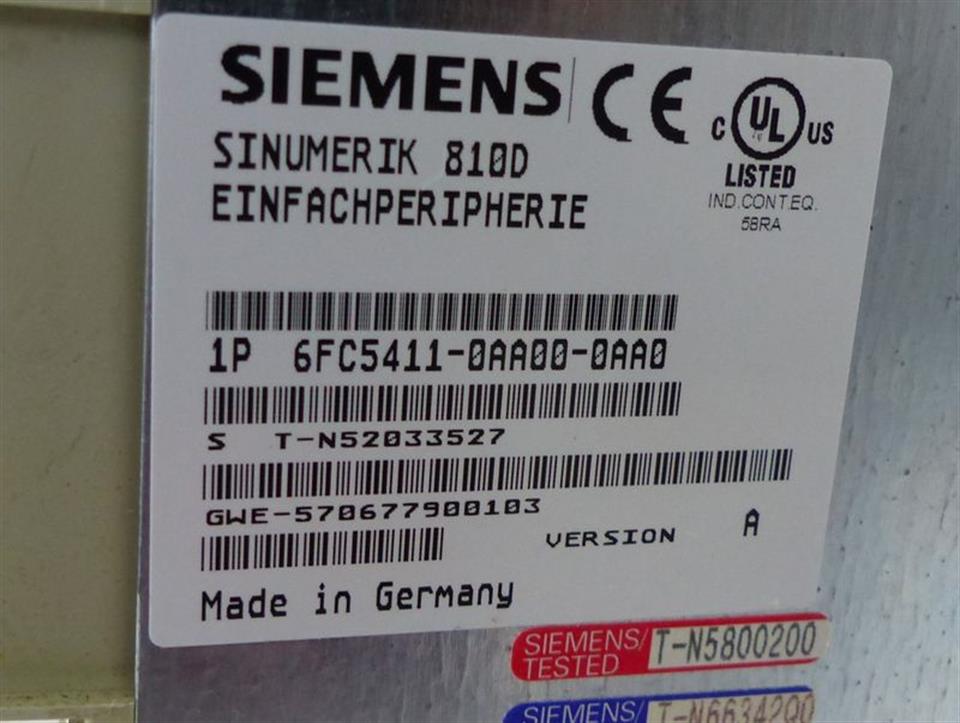 SIEMENS CE C UL US
SINUMERIK 810D LISTED
EINFACHPERIPHERIE IND.CONT.EQ.
58RA
1P 6FC5411-0AA00-0AA0
S T-N52033527
GWE-570677900103
VERSION A
Made in Germany
SIEMENS/ T-N5800200
TESTED
SIEMENS/ T-N6634200